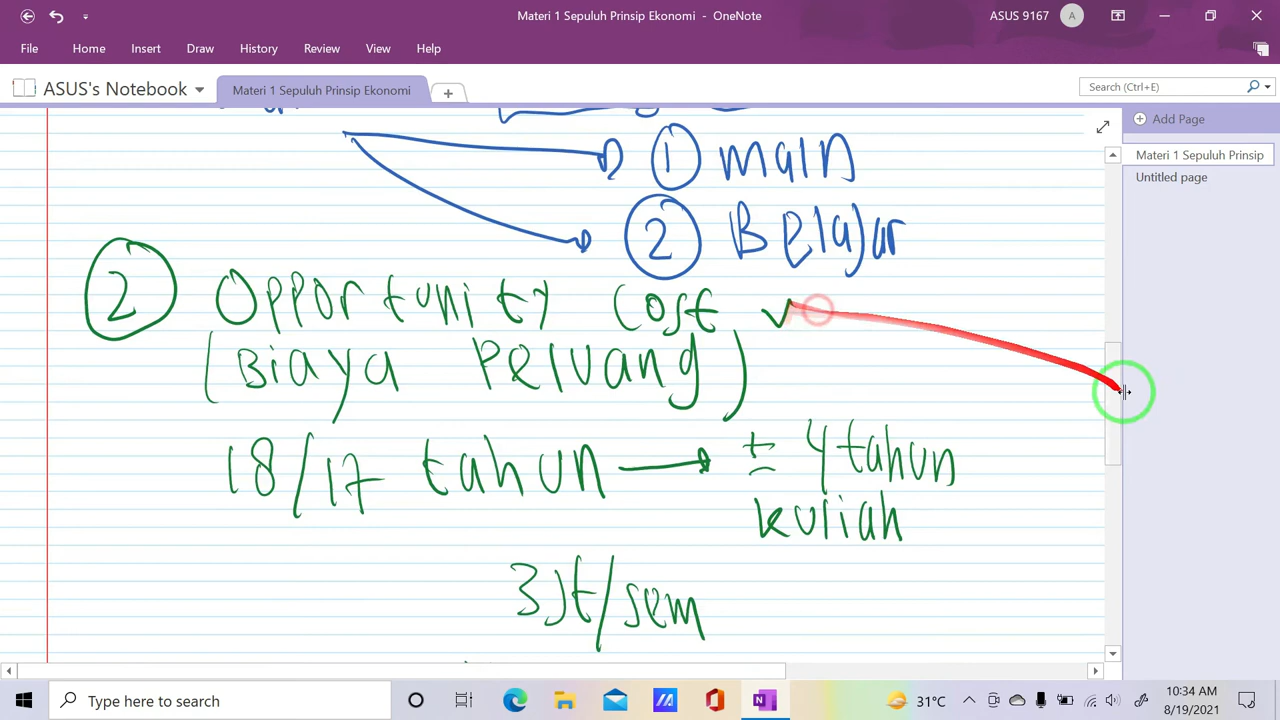 Materi 1 Sepuluh Prinsip Ekonomi - OneNote
ASUS 9167
A
File Home Insert Draw History Review View Help
ASUS's Notebook
Materi 1 Sepuluh Prinsip Ekonomi
Search (Ctrl+E)
Add Page
Materi 1 Sepuluh Prinsip
Untitled page
1 main
2 Belajar
2 Opportunity Cost
(Biaya Peluang)
18/17 tahun → ± 4 tahun
kuliah
3 Jt/sem
Type here to search
31°C
10:34 AM
8/19/2021